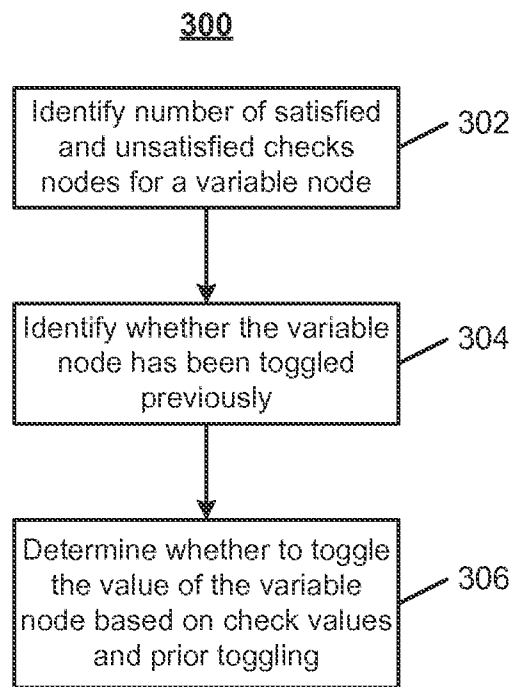 300
Identify number of satisfied
and unsatisfied checks
nodes for a variable node
302
Identify whether the variable
node has been toggled
previously
304
Determine whether to toggle
the value of the variable
node based on check values
and prior toggling
306